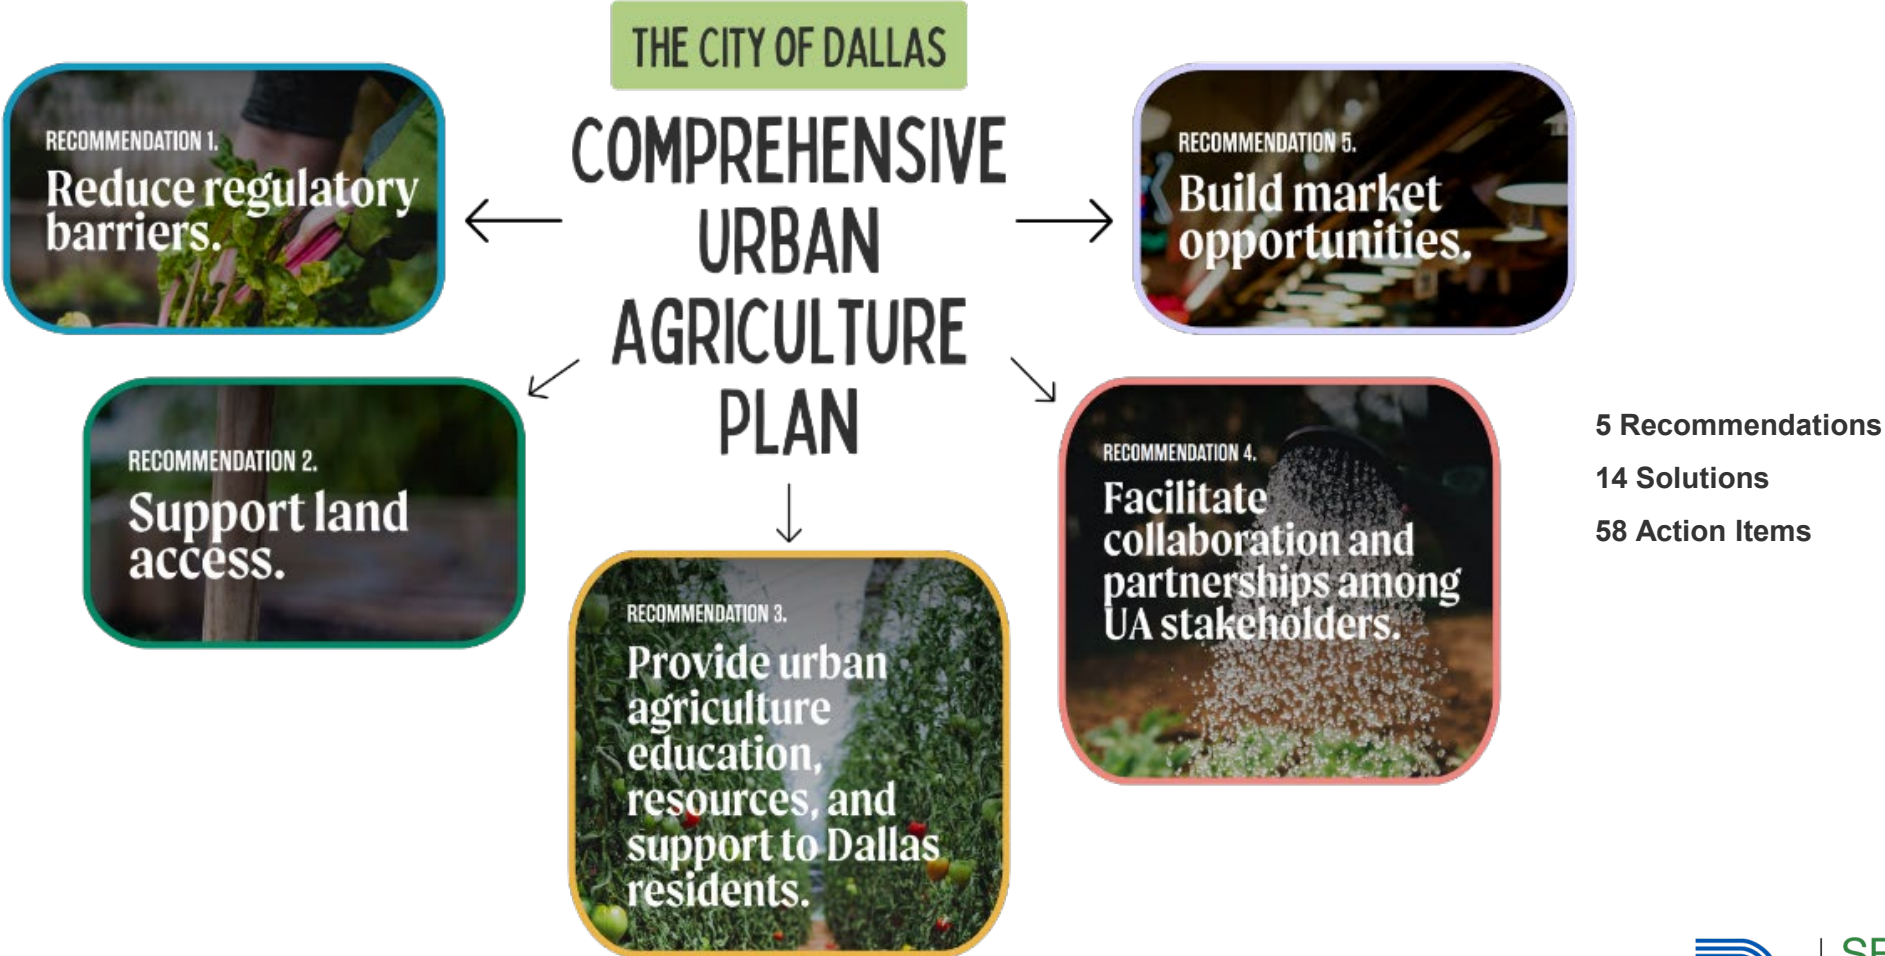 THE CITY OF DALLAS
COMPREHENSIVE
URBAN
AGRICULTURE
PLAN
RECOMMENDATION 1.
Reduce regulatory
barriers.
RECOMMENDATION 2.
Support land
access.
RECOMMENDATION 3.
Provide urban
agriculture
education,
resources, and
support to Dallas
residents.
RECOMMENDATION 4.
Facilitate
collaboration and
partnerships among
UA stakeholders.
RECOMMENDATION 5.
Build market
opportunities.
5 Recommendations
14 Solutions
58 Action Items